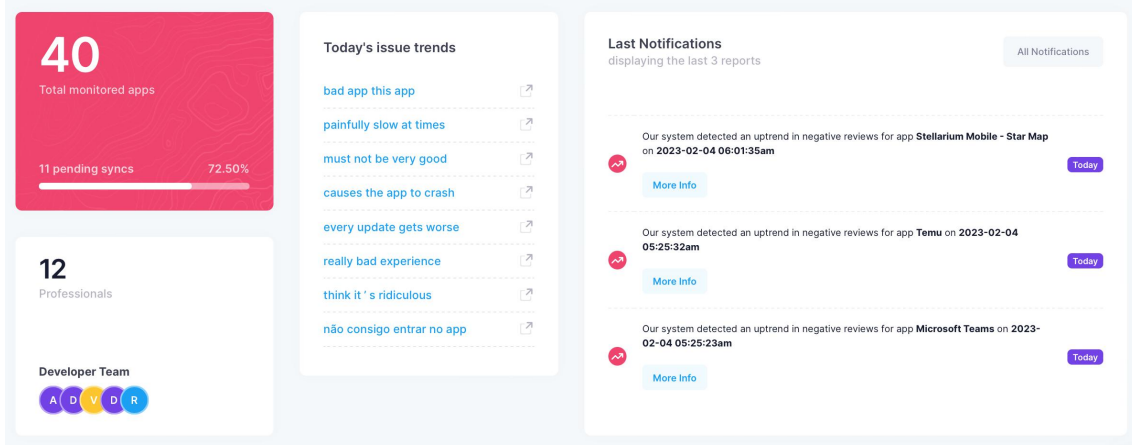 40
Total monitored apps
11 pending syncs 72.50%
12
Professionals
Developer Team
A D V D R
Today's issue trends
bad app this app
painfully slow at times
must not be very good
causes the app to crash
every update gets worse
really bad experience
think it ' s ridiculous
não consigo entrar no app
Last Notifications
displaying the last 3 reports
All Notifications
Our system detected an uptrend in negative reviews for app Stellarium Mobile - Star Map
on 2023-02-04 06:01:35am
Today
More Info
Our system detected an uptrend in negative reviews for app Temu on 2023-02-04
05:25:32am
Today
More Info
Our system detected an uptrend in negative reviews for app Microsoft Teams on 2023-
02-04 05:25:23am
Today
More Info